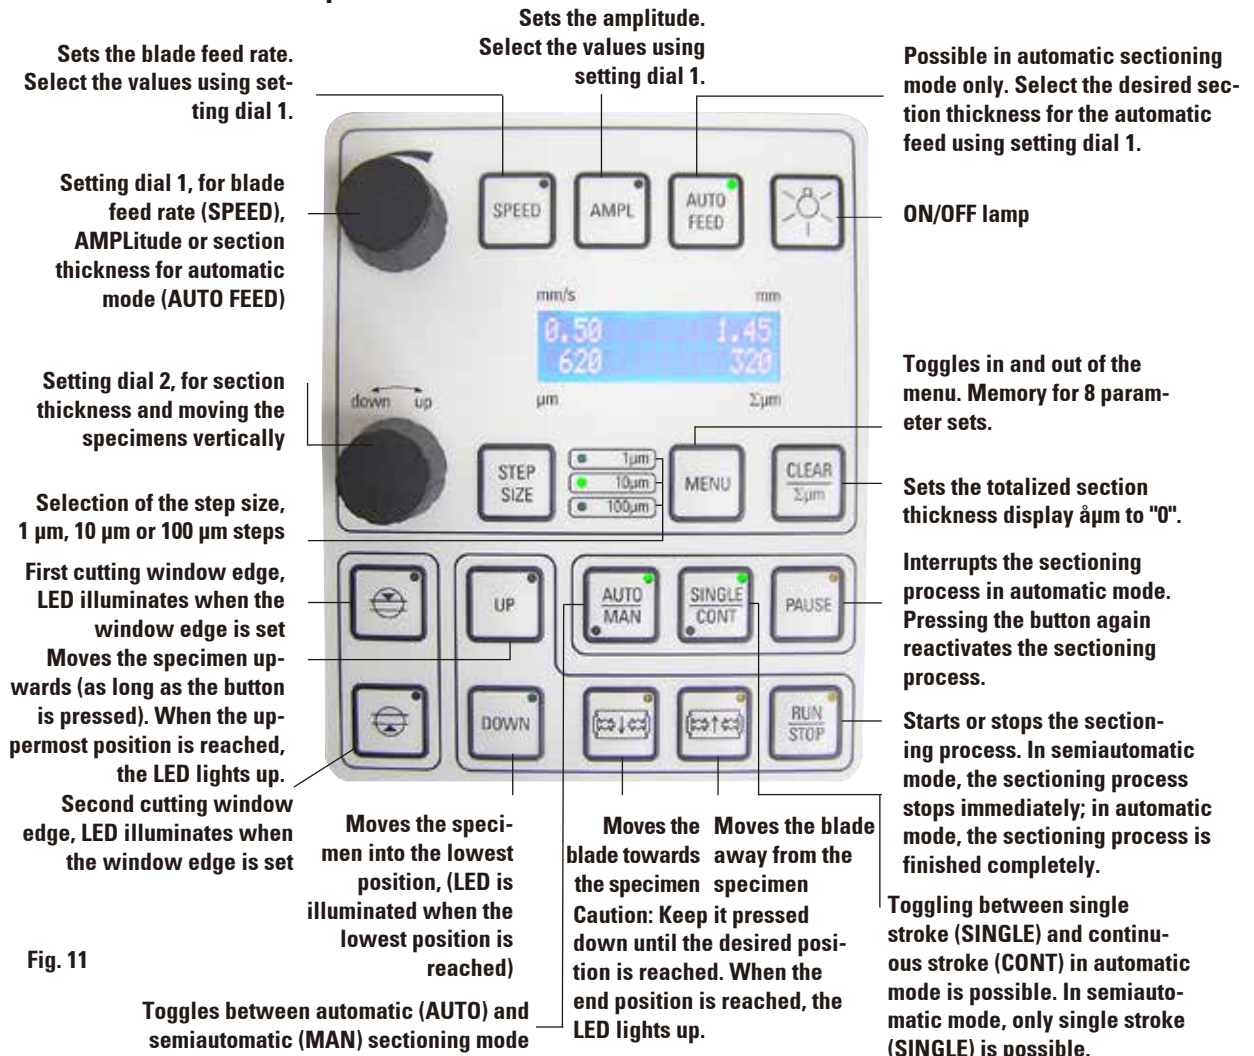 Sets the amplitude.
Select the values using
setting dial 1.
Sets the blade feed rate.
Select the values using set-
ting dial 1.
Possible in automatic sectioning
mode only. Select the desired sec-
tion thickness for the automatic
feed using setting dial 1.
Setting dial 1, for blade
feed rate (SPEED),
AMPLitude or section
thickness for automatic
mode (AUTO FEED)
SPEED
AMPL
AUTO
FEED
ON/OFF lamp
mm/s
mm
0.50 1.45
620 320
µm
Σµm
Setting dial 2, for section
thickness and moving the
specimens vertically
down up
Toggles in and out of the
menu. Memory for 8 param-
eter sets.
STEP
SIZE
1µm
10µm
100µm
MENU
CLEAR
Σµm
Selection of the step size,
1 µm, 10 µm or 100 µm steps
Sets the totalized section
thickness display åµm to "0".
First cutting window edge,
LED illuminates when the
window edge is set
UP
AUTO
MAN
SINGLE
CONT
PAUSE
Interrupts the sectioning
process in automatic mode.
Pressing the button again
reactivates the sectioning
process.
Moves the specimen up-
wards (as long as the button
is pressed). When the up-
permost position is reached,
the LED lights up.
DOWN
RUN
STOP
Starts or stops the section-
ing process. In semiautomatic
mode, the sectioning process
stops immediately; in automatic
mode, the sectioning process is
finished completely.
Second cutting window
edge, LED illuminates when
the window edge is set
Moves the speci-
men into the lowest
position, (LED is
illuminated when the
lowest position is
reached)
Moves the
blade towards
the specimen
Moves the blade
away from the
specimen
Caution: Keep it pressed
down until the desired posi-
tion is reached. When the
end position is reached, the
LED lights up.
Toggling between single
stroke (SINGLE) and continu-
ous stroke (CONT) in automatic
mode is possible. In semiauto-
matic mode, only single stroke
(SINGLE) is possible.
Fig. 11
Toggles between automatic (AUTO) and
semiautomatic (MAN) sectioning mode